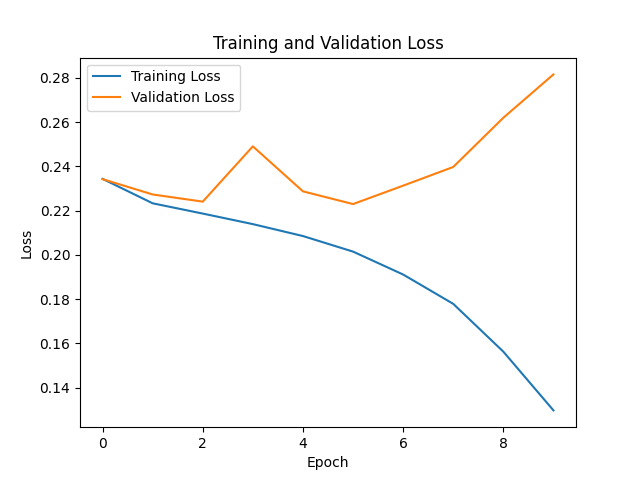 Training and Validation Loss
Training Loss
Validation Loss
0.28
0.26
0.24
0.22
0.20
0.18
0.16
0.14
Loss
0 2 4 6 8
Epoch